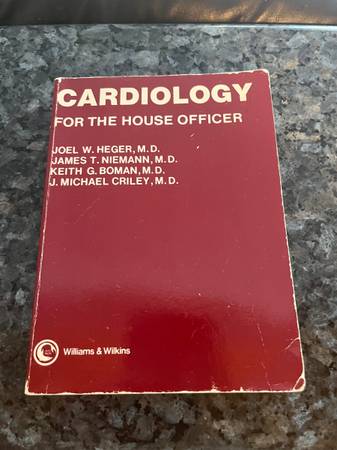 CARDIOLOGY
FOR THE HOUSE OFFICER
JOEL W. HEGER, M.D.
JAMES T. NIEMANN, M.D.
KEITH G. BOMAN, M.D.
J. MICHAEL CRILEY, M.D.
Williams & Wilkins